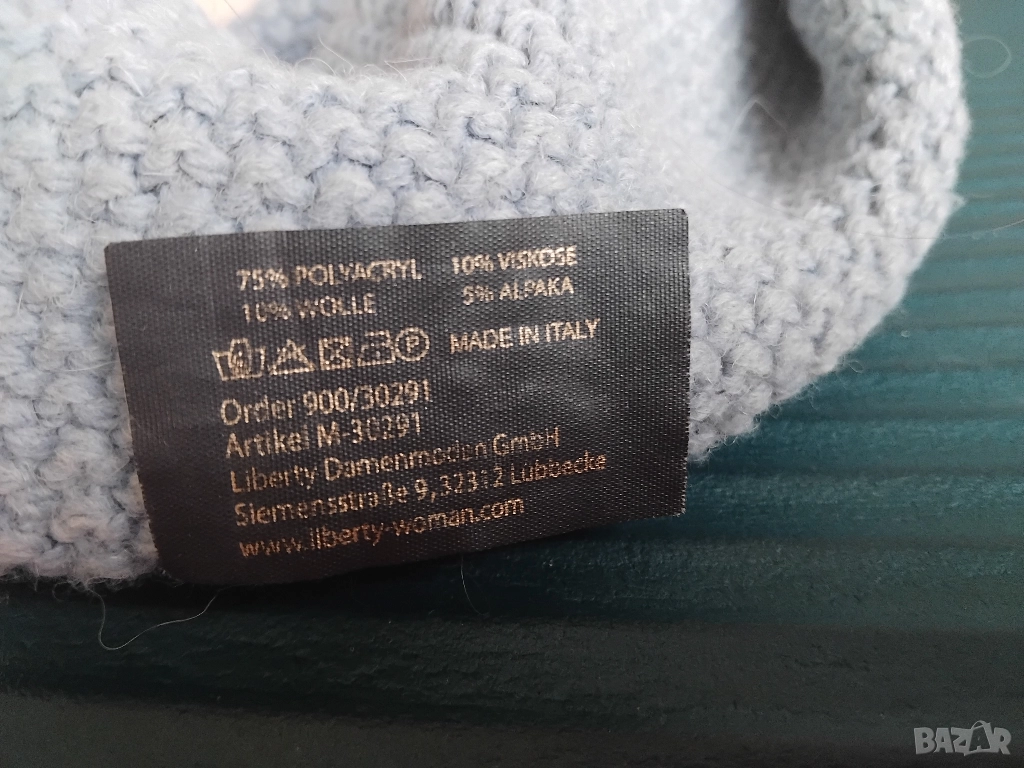 75% POLYACRYL 10% VISKOSE
10% WOLLE 5% ALPAKA
MADE IN ITALY
Order 900/30291
Artikel M-30391
Liberty Damenmoden GmbH
Siemensstraße 9, 32312 Lübbecke
www.liberty-woman.com
BAZAR